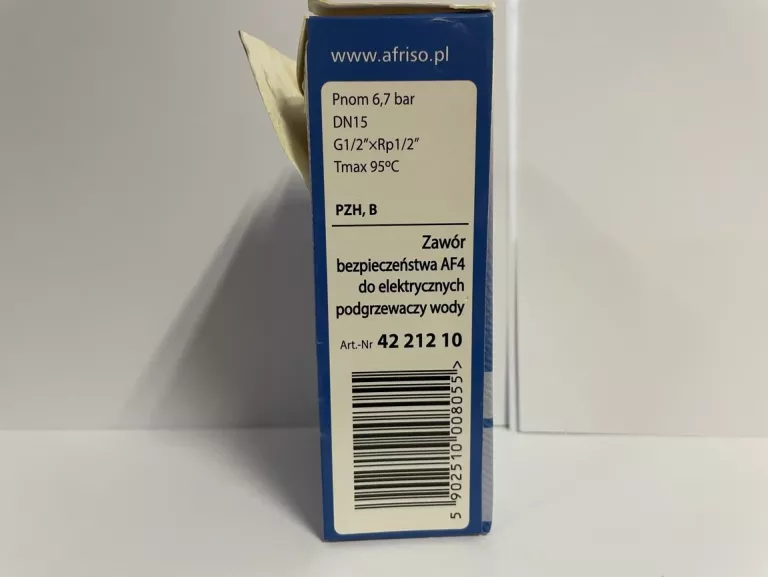 www.afriso.pl
Pnom 6,7 bar
DN15
G1/2”×Rp1/2”
Tmax 95ºC
PZH, B
Zawór
bezpieczeństwa AF4
do elektrycznych
podgrzewaczy wody
Art.-Nr 42 212 10
5 902510 008055 >